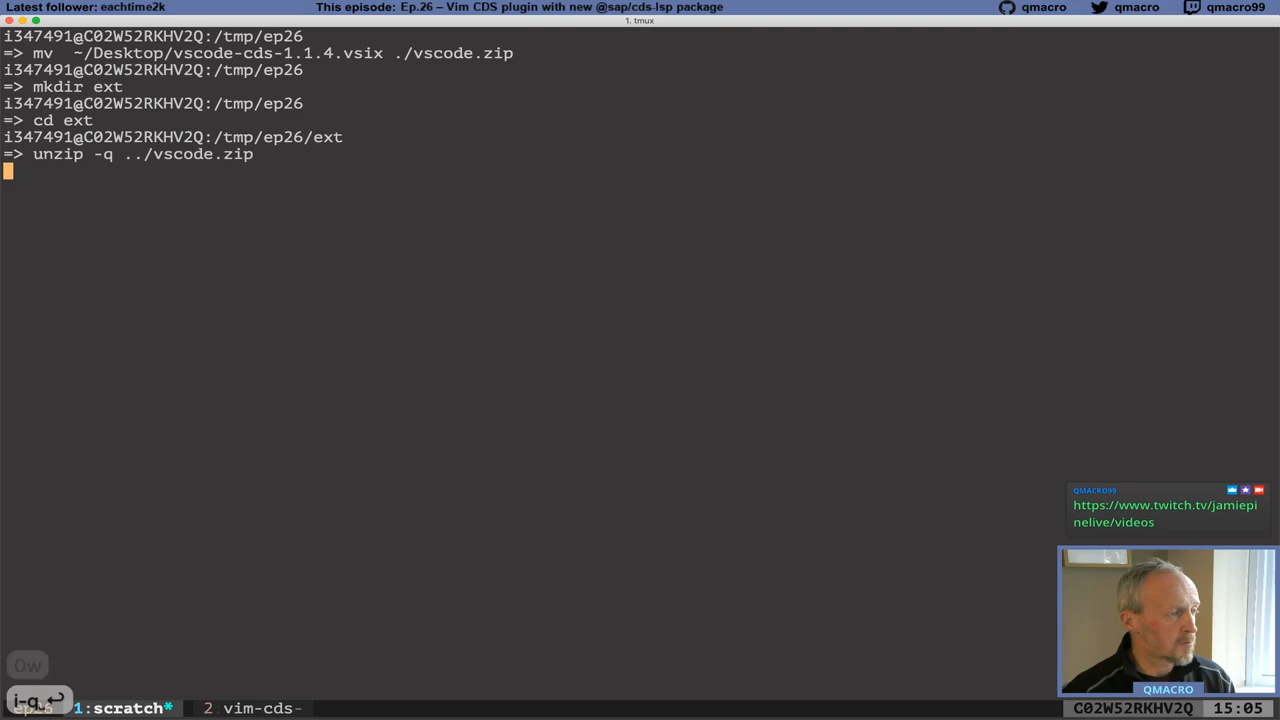 Latest follower: eachtime2k
This episode: Ep.26 – Vim CDS plugin with new @sap/cds-lsp package
qmacro
qmacro
qmacro99
1. tmux
i347491@C02W52RKHV2Q:/tmp/ep26
=> mv  ~/Desktop/vscode-cds-1.1.4.vsix ./vscode.zip
i347491@C02W52RKHV2Q:/tmp/ep26
=> mkdir ext
i347491@C02W52RKHV2Q:/tmp/ep26
=> cd ext
i347491@C02W52RKHV2Q:/tmp/ep26/ext
=> unzip -q ../vscode.zip
QMACRO99
https://www.twitch.tv/jamiepi
nelive/videos
QMACRO
0w
i-q ↩
ep26 1:scratch* 2 vim-cds-
C02W52RKHV2Q 15:05